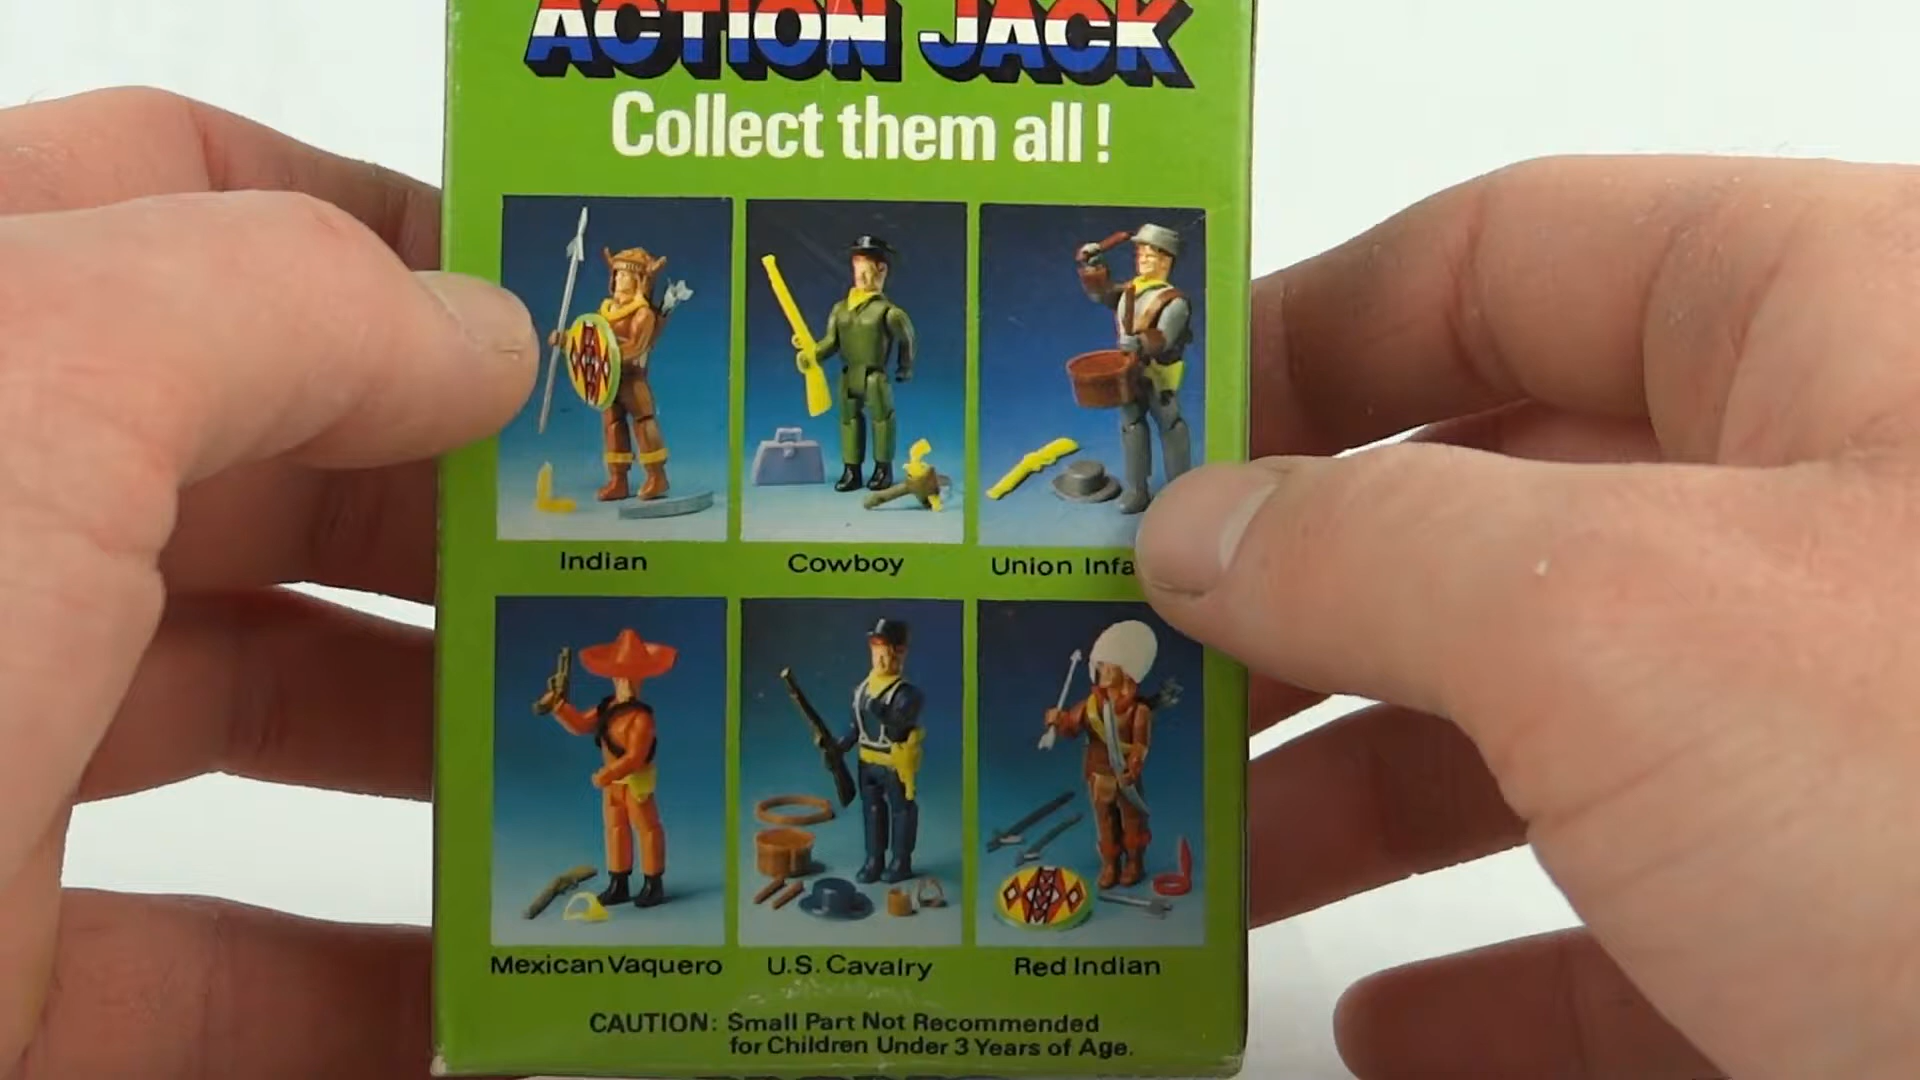 ACTION JACK
Collect them all!
Indian
Cowboy
Union
Mexican Vaquero
U.S. Cavalry
Red Indian
CAUTION: Small Part Not Recommended
for Children Under 3 Years of Age.